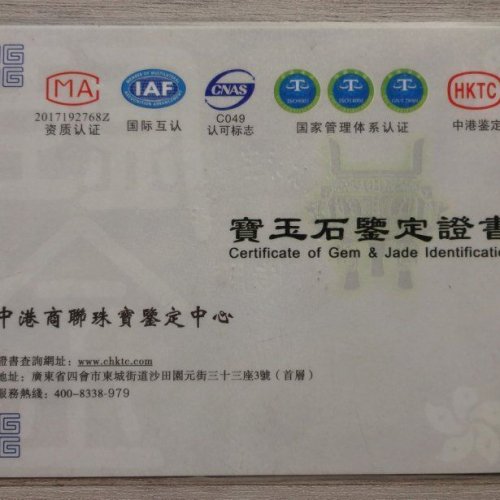 MA
IAF
CNAS
HKTC
2017192768Z
C049
资质认证
国际互认
认可标志
国家管理体系认证
中港鉴定
寶玉石鑒定證書
Certificate of Gem & Jade Identification
中港商聯珠寶鑒定中心
證書查詢網址：www.chktc.com
地址：廣東省四會市東城街道沙田園元街三十三座3號（首層）
服務熱綫：400-8338-979